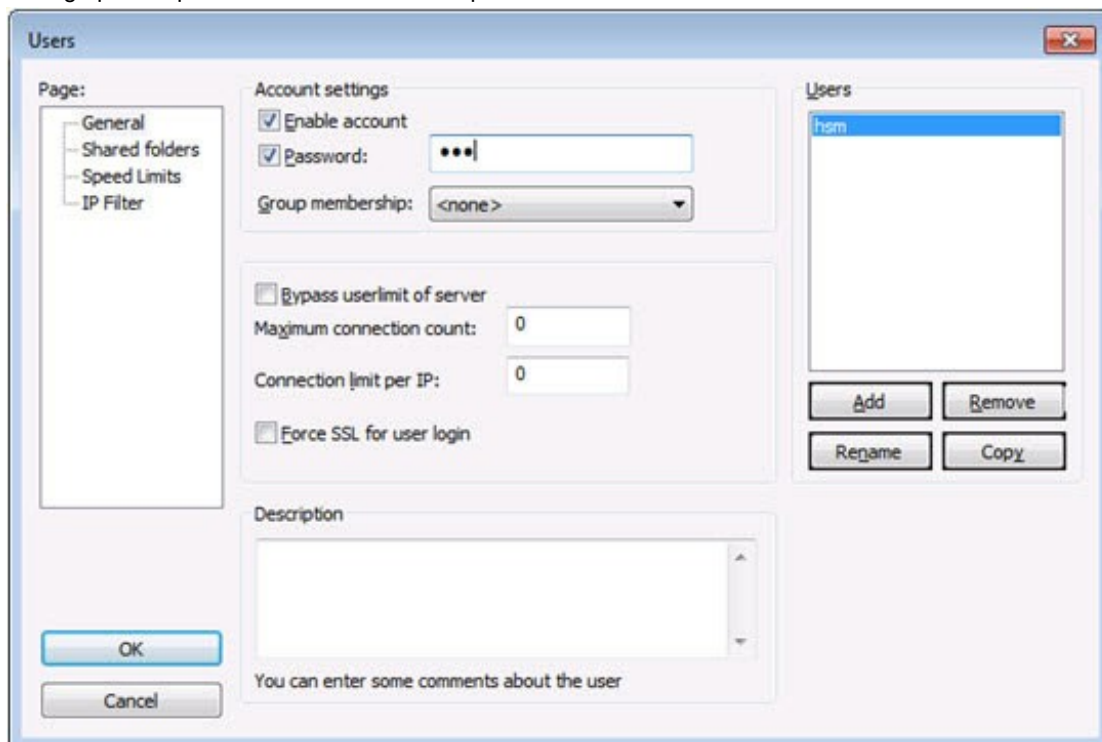 Users
Page:
General
Shared folders
Speed Limits
IP Filter
OK
Cancel
Account settings
Enable account
Password: •••
Group membership: <none>
Bypass userlimit of server
Maximum connection count: 0
Connection limit per IP: 0
Force SSL for user login
Description
You can enter some comments about the user
Users
hsm
Add Remove
Rename Copy